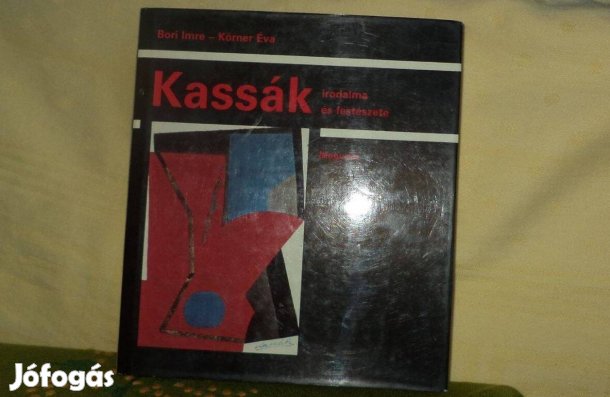 Bori Imre – Körner Éva
Kassák
irodalma
és festészete
Jófogás